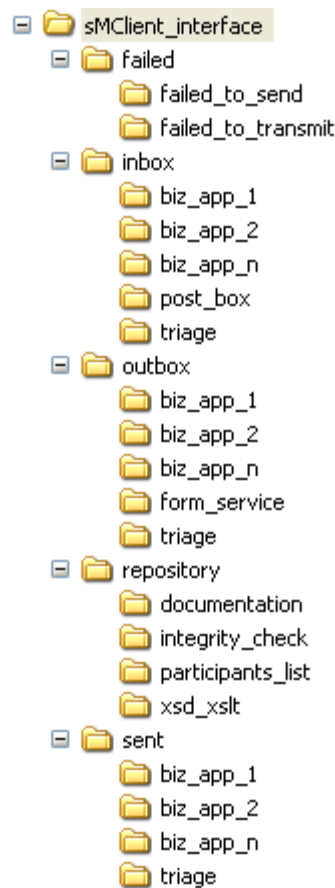 sMClient_interface
failed
failed_to_send
failed_to_transmit
inbox
biz_app_1
biz_app_2
biz_app_n
post_box
triage
outbox
biz_app_1
biz_app_2
biz_app_n
form_service
triage
repository
documentation
integrity_check
participants_list
xsd_xslt
sent
biz_app_1
biz_app_2
biz_app_n
triage